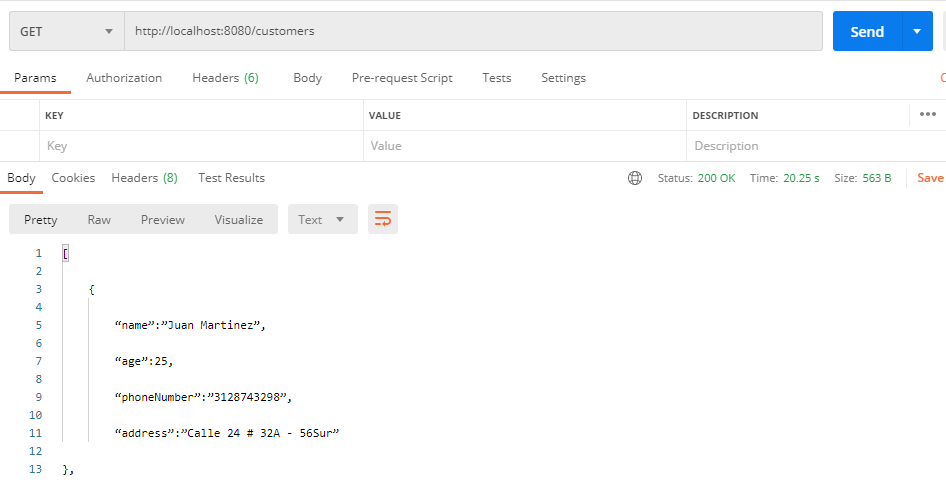 GET http://localhost:8080/customers Send
Params Authorization Headers (6) Body Pre-request Script Tests Settings
KEY VALUE DESCRIPTION •••
Key Value Description
Body Cookies Headers (8) Test Results Status: 200 OK Time: 20.25 s Size: 563 B Save
Pretty Raw Preview Visualize Text
1 [
2
3 {
4
5 “name”:”Juan Martinez”,
6
7 “age”:25,
8
9 “phoneNumber”:”3128743298”,
10
11 “address”:”Calle 24 # 32A - 56Sur”
12
13 },